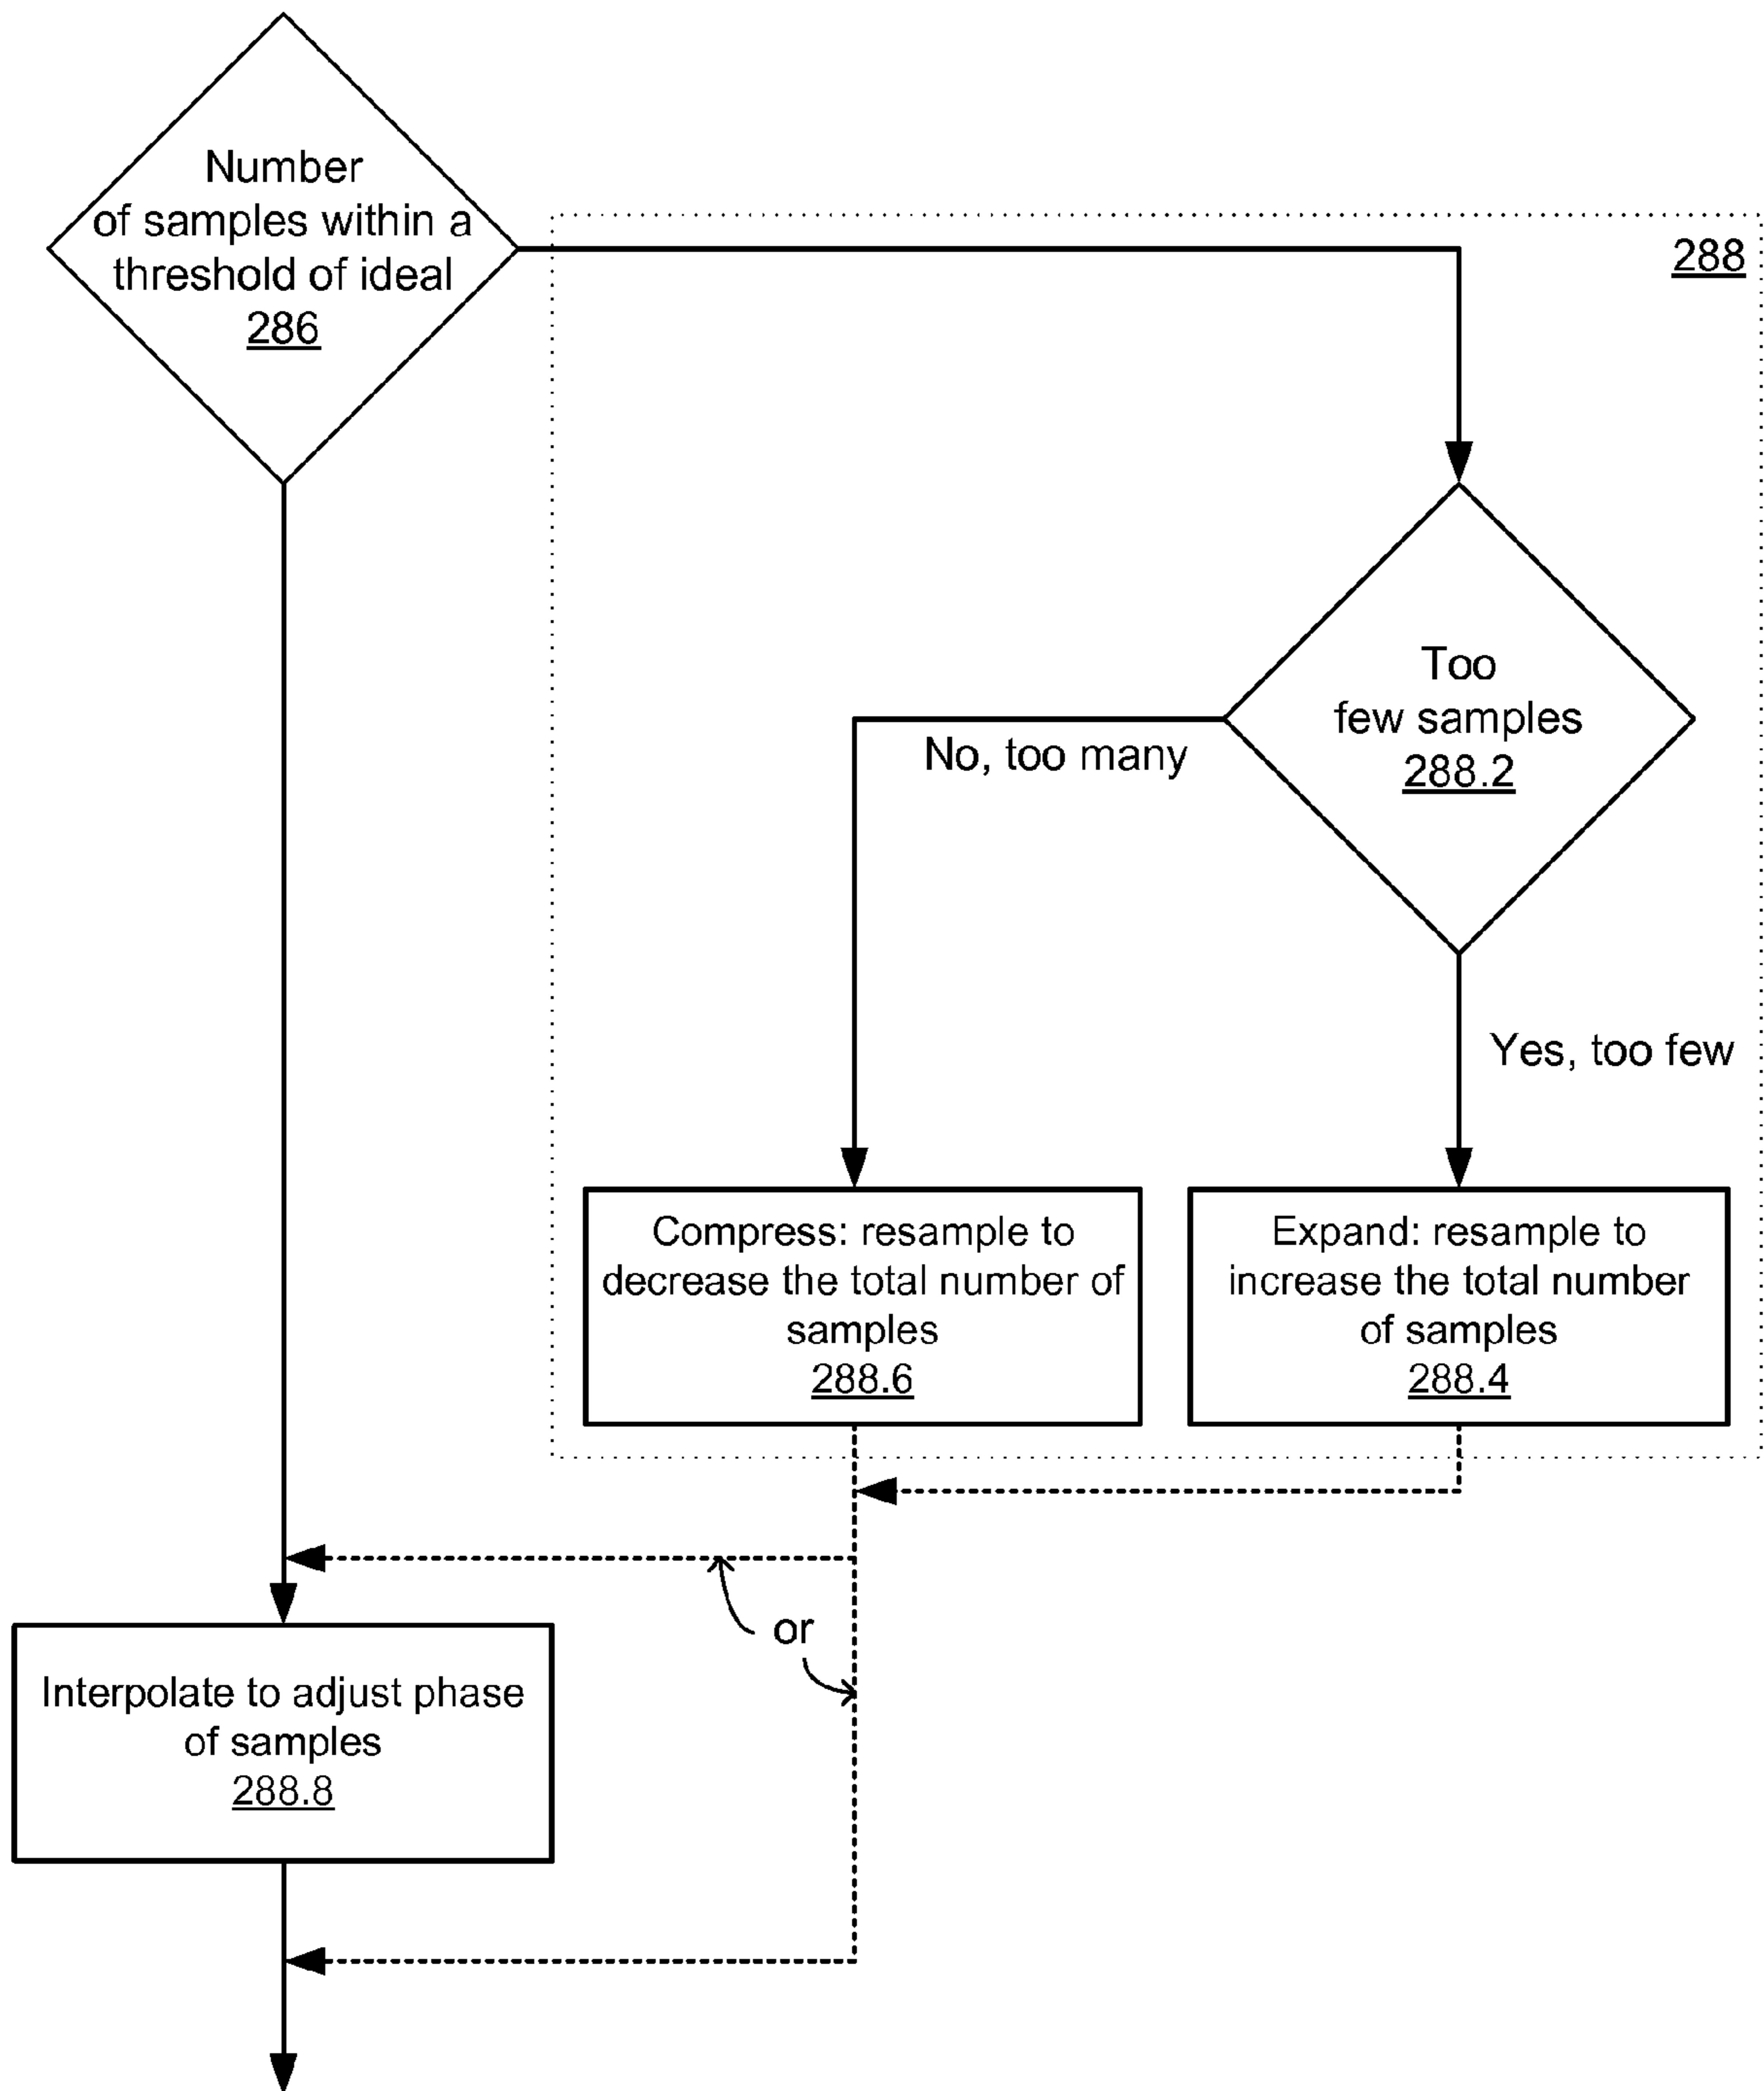 Number
of samples within a
threshold of ideal
286
288
Too
few samples
288.2
No, too many
Yes, too few
Compress: resample to
decrease the total number of
samples
288.6
Expand: resample to
increase the total number
of samples
288.4
or
Interpolate to adjust phase
of samples
288.8